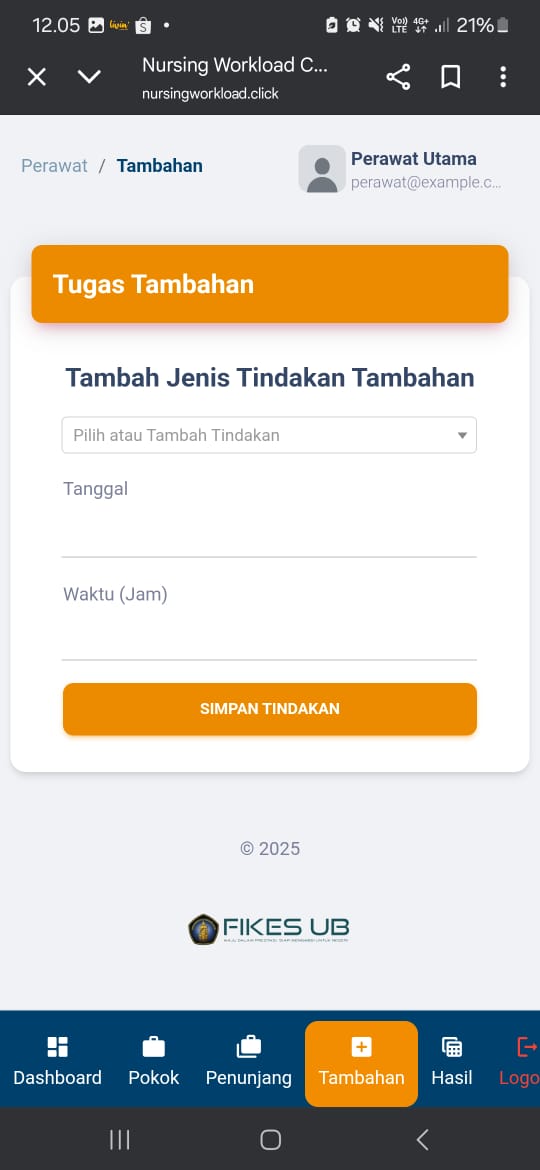 12.05
livin'
S
Vo))
LTE
4G+
21%
Nursing Workload C...
nursingworkload.click
Perawat / Tambahan
Perawat Utama
perawat@example.c...
Tugas Tambahan
Tambah Jenis Tindakan Tambahan
Pilih atau Tambah Tindakan
Tanggal
Waktu (Jam)
SIMPAN TINDAKAN
© 2025
FIKES UB
Dashboard
Pokok
Penunjang
Tambahan
Hasil
Logo